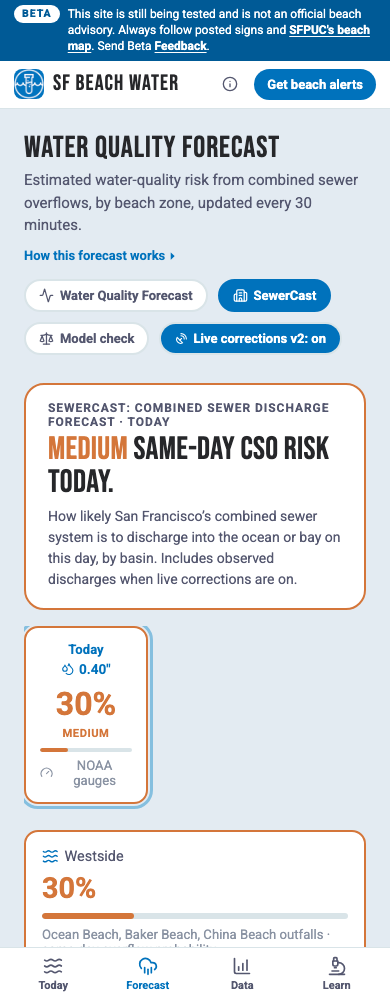 BETA
This site is still being tested and is not an official beach
advisory. Always follow posted signs and SFPUC's beach
map. Send Beta Feedback.
SF BEACH WATER
Get beach alerts
WATER QUALITY FORECAST
Estimated water-quality risk from combined sewer
overflows, by beach zone, updated every 30
minutes.
How this forecast works
Water Quality Forecast
SewerCast
Model check
Live corrections v2: on
SEWERCAST: COMBINED SEWER DISCHARGE
FORECAST · TODAY
MEDIUM SAME-DAY CSO RISK
TODAY.
How likely San Francisco's combined sewer
system is to discharge into the ocean or bay on
this day, by basin. Includes observed
discharges when live corrections are on.
Today
0.40"
30%
MEDIUM
NOAA
gauges
Westside
30%
Ocean Beach, Baker Beach, China Beach outfalls ·
Today
Forecast
Data
Learn